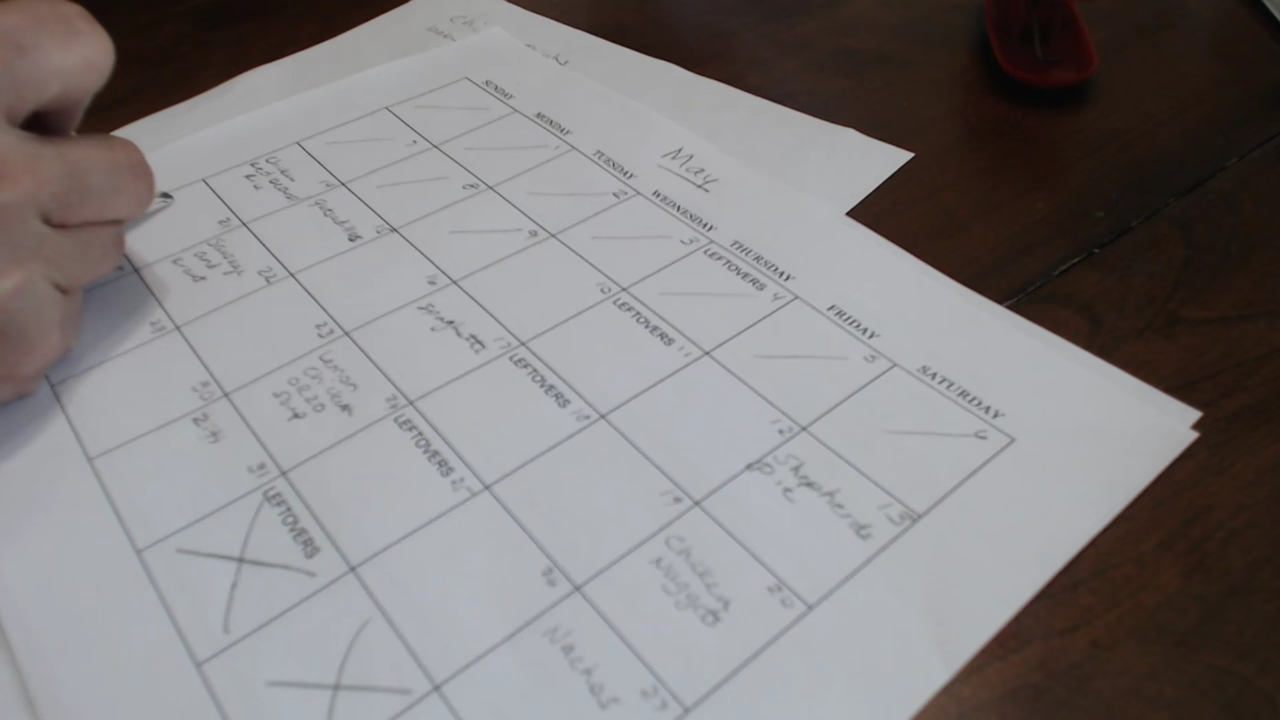 May
SUNDAY
MONDAY
TUESDAY
WEDNESDAY
THURSDAY
FRIDAY
SATURDAY
1
2
3
LEFTOVERS 4
5
6
7
8
9
10
LEFTOVERS 11
12
Shepherds 13
Pie
14
15
16
Spaghetti 17
LEFTOVERS 18
19
Chicken
Nuggets
20
21
Sausage
and
22
23
Lemon
Chicken
ORZO
Soup
24
LEFTOVERS 25
26
Nachos 27
30
31
LEFTOVERS